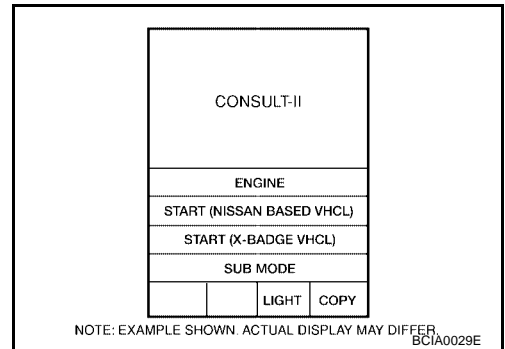 CONSULT-II
ENGINE
START (NISSAN BASED VHCL)
START (X-BADGE VHCL)
SUB MODE
LIGHT COPY
NOTE: EXAMPLE SHOWN. ACTUAL DISPLAY MAY DIFFER.
BCIA0029E